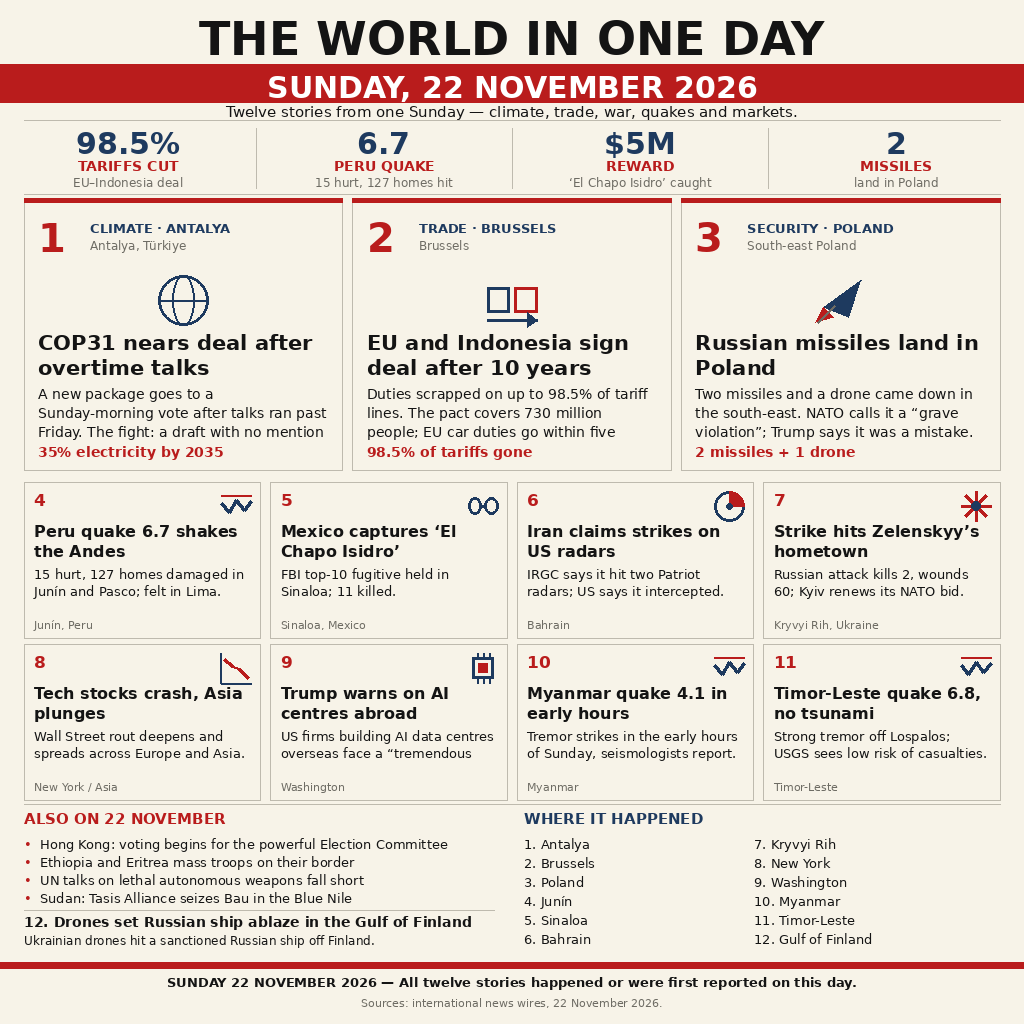 THE WORLD IN ONE DAY
SUNDAY, 22 NOVEMBER 2026
Twelve stories from one Sunday — climate, trade, war, quakes and markets.
98.5%
TARIFFS CUT
EU–Indonesia deal
6.7
PERU QUAKE
15 hurt, 127 homes hit
$5M
REWARD
‘El Chapo Isidro’ caught
2
MISSILES
land in Poland
1
CLIMATE · ANTALYA
Antalya, Türkiye
COP31 nears deal after
overtime talks
A new package goes to a
Sunday-morning vote after talks ran past
Friday. The fight: a draft with no mention
35% electricity by 2035
2
TRADE · BRUSSELS
Brussels
EU and Indonesia sign
deal after 10 years
Duties scrapped on up to 98.5% of tariff
lines. The pact covers 730 million
people; EU car duties go within five
98.5% of tariffs gone
3
SECURITY · POLAND
South-east Poland
Russian missiles land in
Poland
Two missiles and a drone came down in
the south-east. NATO calls it a “grave
violation”; Trump says it was a mistake.
2 missiles + 1 drone
4
Peru quake 6.7 shakes
the Andes
15 hurt, 127 homes damaged in
Junín and Pasco; felt in Lima.
Junín, Peru
5
Mexico captures ‘El
Chapo Isidro’
FBI top-10 fugitive held in
Sinaloa; 11 killed.
Sinaloa, Mexico
6
Iran claims strikes on
US radars
IRGC says it hit two Patriot
radars; US says it intercepted.
Bahrain
7
Strike hits Zelenskyy’s
hometown
Russian attack kills 2, wounds
60; Kyiv renews its NATO bid.
Kryvyi Rih, Ukraine
8
Tech stocks crash, Asia
plunges
Wall Street rout deepens and
spreads across Europe and Asia.
New York / Asia
9
Trump warns on AI
centres abroad
US firms building AI data centres
overseas face a “tremendous
Washington
10
Myanmar quake 4.1 in
early hours
Tremor strikes in the early hours
of Sunday, seismologists report.
Myanmar
11
Timor-Leste quake 6.8,
no tsunami
Strong tremor off Lospalos;
USGS sees low risk of casualties.
Timor-Leste
ALSO ON 22 NOVEMBER
• Hong Kong: voting begins for the powerful Election Committee
• Ethiopia and Eritrea mass troops on their border
• UN talks on lethal autonomous weapons fall short
• Sudan: Tasis Alliance seizes Bau in the Blue Nile
12. Drones set Russian ship ablaze in the Gulf of Finland
Ukrainian drones hit a sanctioned Russian ship off Finland.
WHERE IT HAPPENED
1. Antalya
2. Brussels
3. Poland
4. Junín
5. Sinaloa
6. Bahrain
7. Kryvyi Rih
8. New York
9. Washington
10. Myanmar
11. Timor-Leste
12. Gulf of Finland
SUNDAY 22 NOVEMBER 2026 — All twelve stories happened or were first reported on this day.
Sources: international news wires, 22 November 2026.